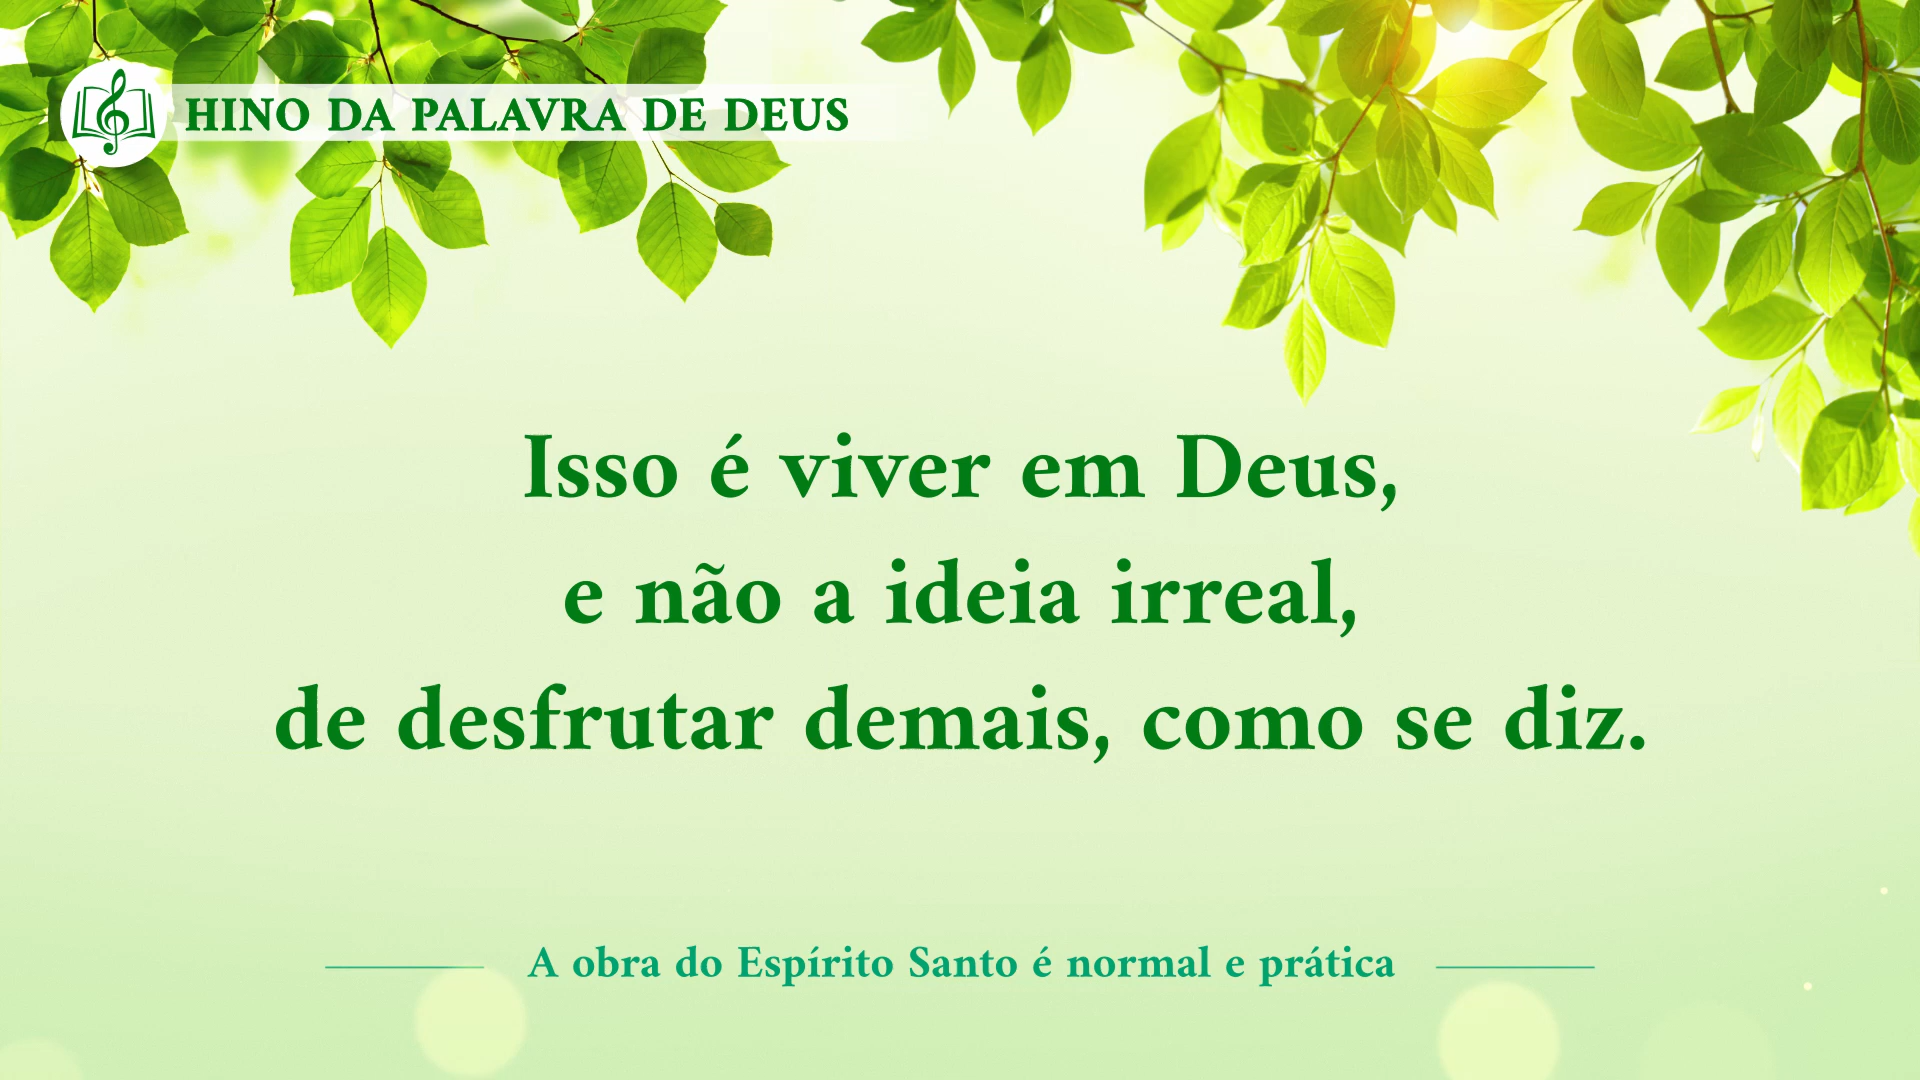 HINO DA PALAVRA DE DEUS
Isso é viver em Deus,
e não a ideia irreal,
de desfrutar demais, como se diz.
A obra do Espírito Santo é normal e prática